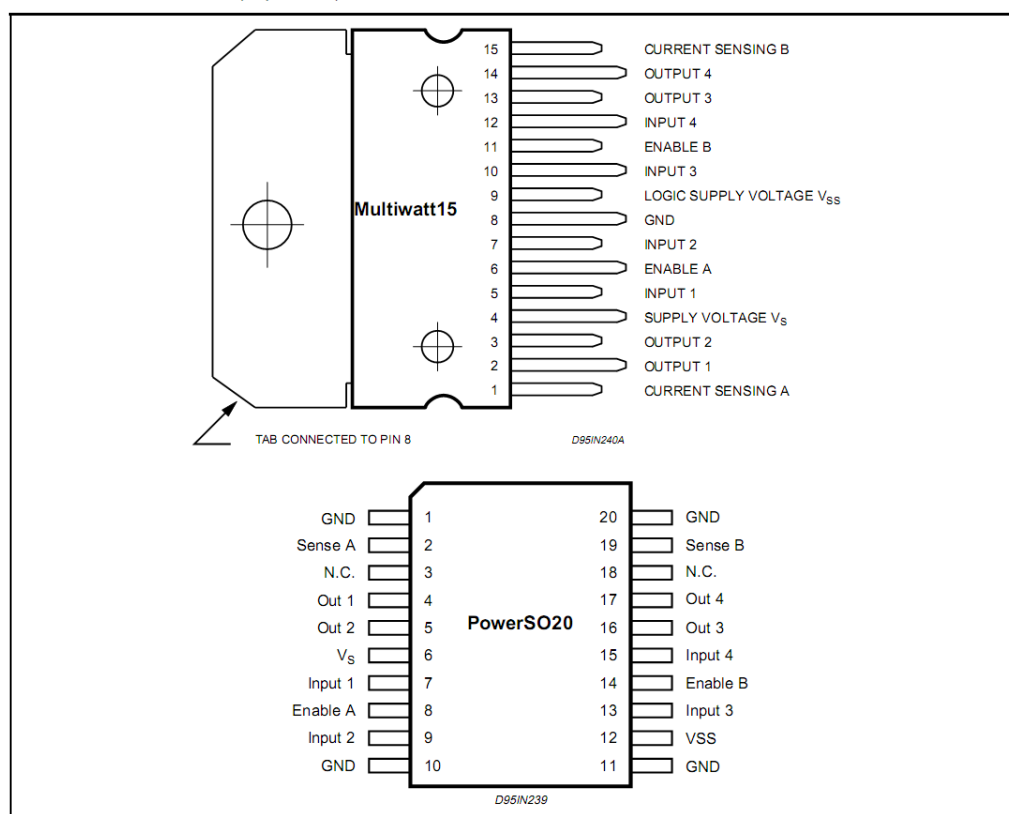 15 CURRENT SENSING B
14 OUTPUT 4
13 OUTPUT 3
12 INPUT 4
11 ENABLE B
10 INPUT 3
9 LOGIC SUPPLY VOLTAGE VSS
Multiwatt15
8 GND
7 INPUT 2
6 ENABLE A
5 INPUT 1
4 SUPPLY VOLTAGE VS
3 OUTPUT 2
2 OUTPUT 1
1 CURRENT SENSING A
TAB CONNECTED TO PIN 8
D95IN240A
GND 1 20 GND
Sense A 2 19 Sense B
N.C. 3 18 N.C.
Out 1 4 17 Out 4
Out 2 5 PowerSO20 16 Out 3
VS 6 15 Input 4
Input 1 7 14 Enable B
Enable A 8 13 Input 3
Input 2 9 12 VSS
GND 10 11 GND
D95IN239